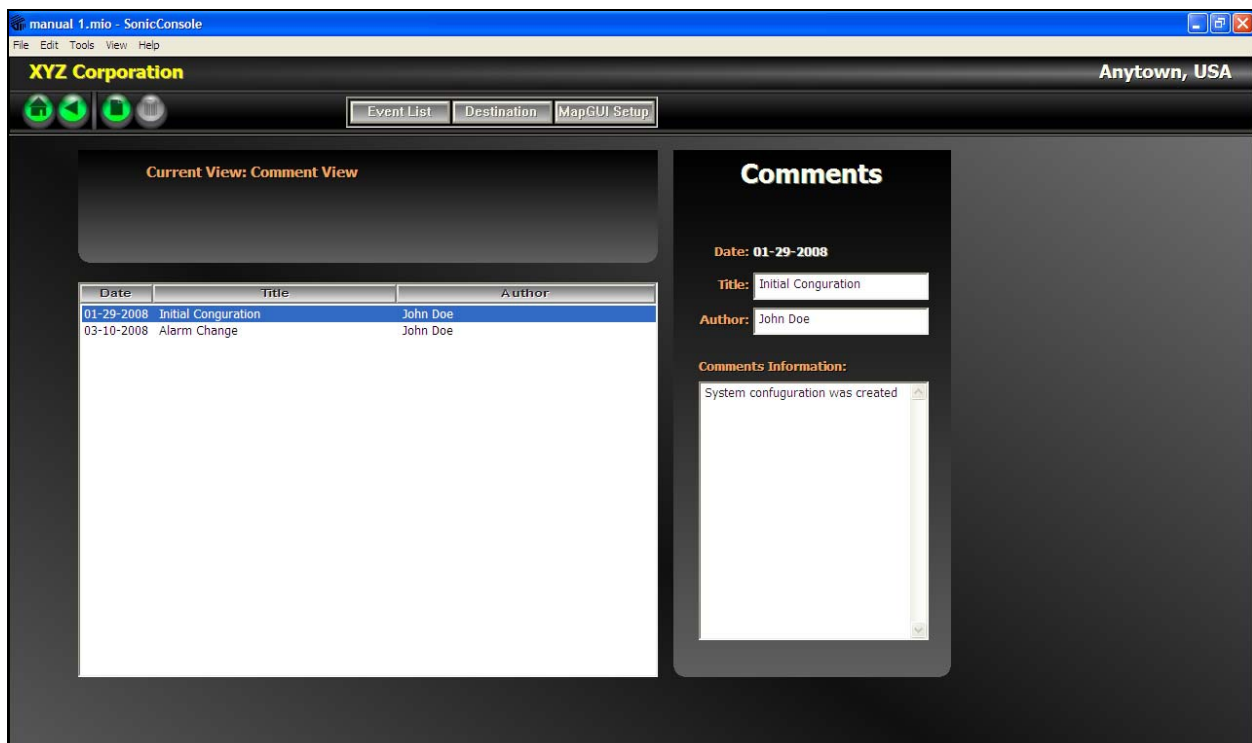 manual 1.mio - SonicConsole
File Edit Tools View Help
XYZ Corporation Anytown, USA
Event List Destination MapGUI Setup
Current View: Comment View
Date Title Author
01-29-2008 Initial Conguration John Doe
03-10-2008 Alarm Change John Doe
Comments
Date: 01-29-2008
Title: Initial Conguration
Author: John Doe
Comments Information:
System confuguration was created